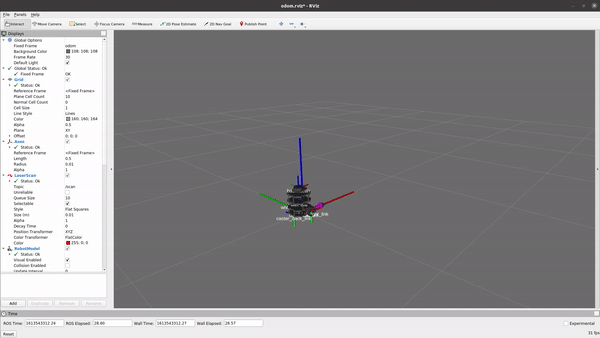 odom.rviz* - RViz
File Panels Help
Interact Move Camera Select Focus Camera Measure 2D Pose Estimate 2D Nav Goal Publish Point
Displays
Global Options
Fixed Frame odom
Background Color 108; 108; 108
Frame Rate 30
Default Light
Global Status: Ok
Fixed Frame OK
Grid
Status: Ok
Reference Frame <Fixed Frame>
Plane Cell Count 10
Normal Cell Count 0
Cell Size 1
Line Style Lines
Color 160; 160; 164
Alpha 0.5
Plane XY
Offset 0; 0; 0
Axes
Status: Ok
Reference Frame <Fixed Frame>
Length 0.5
Radius 0.01
Alpha 1
LaserScan
Status: Ok
Topic /scan
Unreliable
Queue Size 10
Selectable
Style Flat Squares
Size (m) 0.01
Alpha 1
Decay Time 0
Position Transformer XYZ
Color Transformer FlatColor
Color 255; 0; 0
RobotModel
Status: Ok
Visual Enabled
Collision Enabled
Update Interval 0
Add Duplicate Remove Rename
Time
ROS Time: 1613543312.24 ROS Elapsed: 28.60 Wall Time: 1613543312.27 Wall Elapsed: 28.57 Experimental
Reset 31 fps